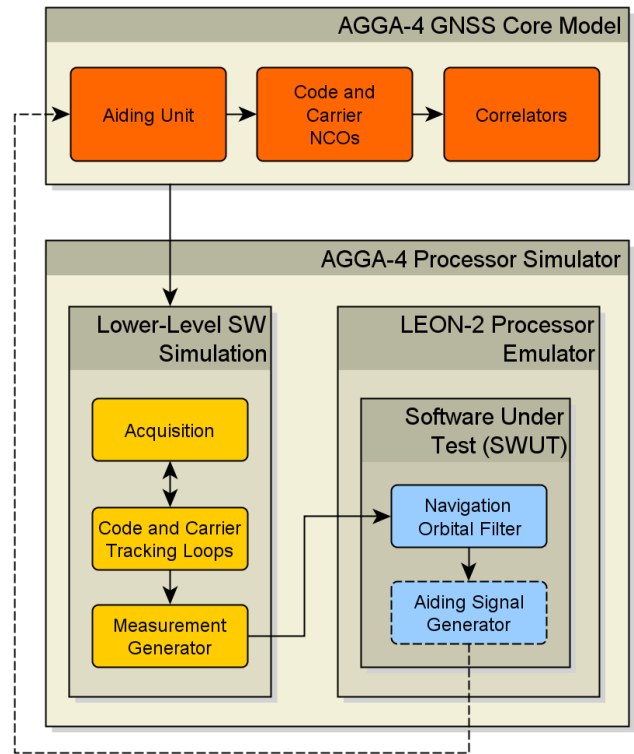 AGGA-4 GNSS Core Model
Aiding Unit
Code and
Carrier
NCOs
Correlators
AGGA-4 Processor Simulator
Lower-Level SW
Simulation
Acquisition
Code and Carrier
Tracking Loops
Measurement
Generator
LEON-2 Processor
Emulator
Software Under
Test (SWUT)
Navigation
Orbital Filter
Aiding Signal
Generator